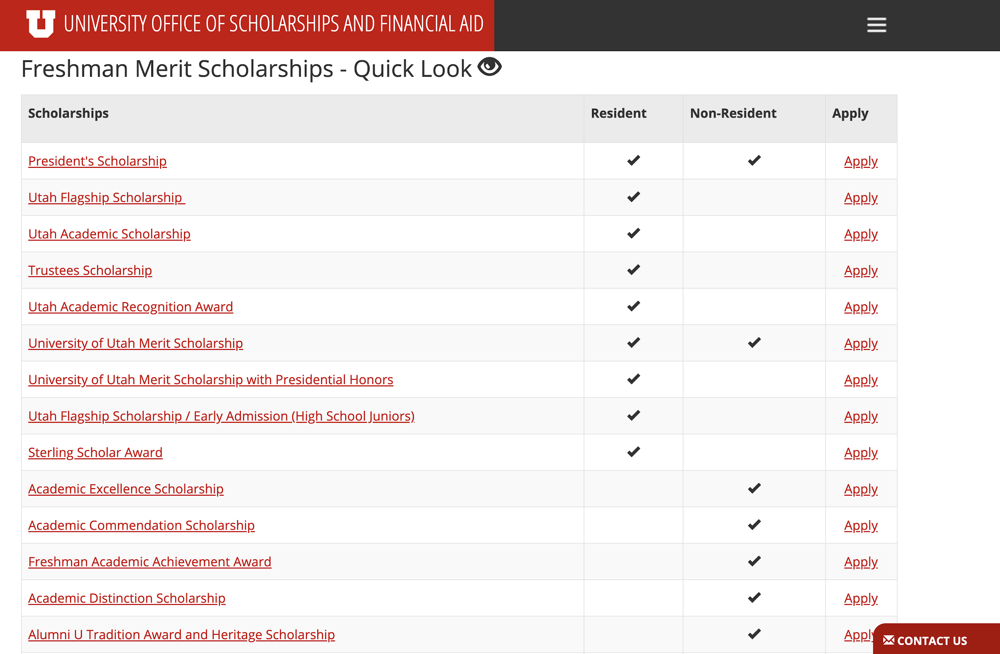 U UNIVERSITY OFFICE OF SCHOLARSHIPS AND FINANCIAL AID
Freshman Merit Scholarships - Quick Look
Scholarships Resident Non-Resident Apply
President's Scholarship ✔ ✔ Apply
Utah Flagship Scholarship ✔ Apply
Utah Academic Scholarship ✔ Apply
Trustees Scholarship ✔ Apply
Utah Academic Recognition Award ✔ Apply
University of Utah Merit Scholarship ✔ ✔ Apply
University of Utah Merit Scholarship with Presidential Honors ✔ Apply
Utah Flagship Scholarship / Early Admission (High School Juniors) ✔ Apply
Sterling Scholar Award ✔ Apply
Academic Excellence Scholarship ✔ Apply
Academic Commendation Scholarship ✔ Apply
Freshman Academic Achievement Award ✔ Apply
Academic Distinction Scholarship ✔ Apply
Alumni U Tradition Award and Heritage Scholarship ✔ Apply
CONTACT US